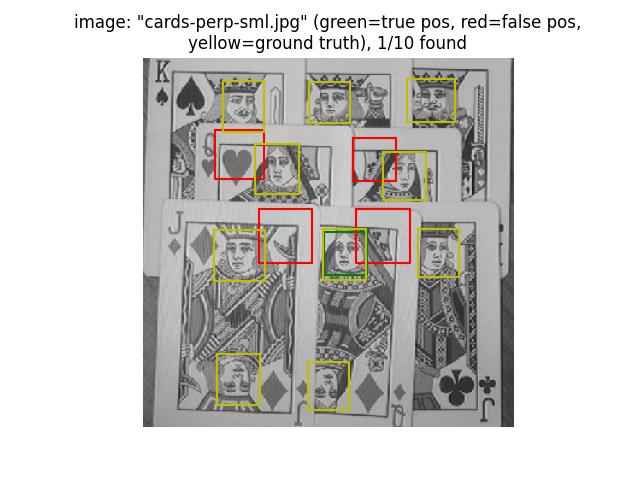 image: "cards-perp-sml.jpg" (green=true pos, red=false pos,
yellow=ground truth), 1/10 found
K
Q
J
J
Q